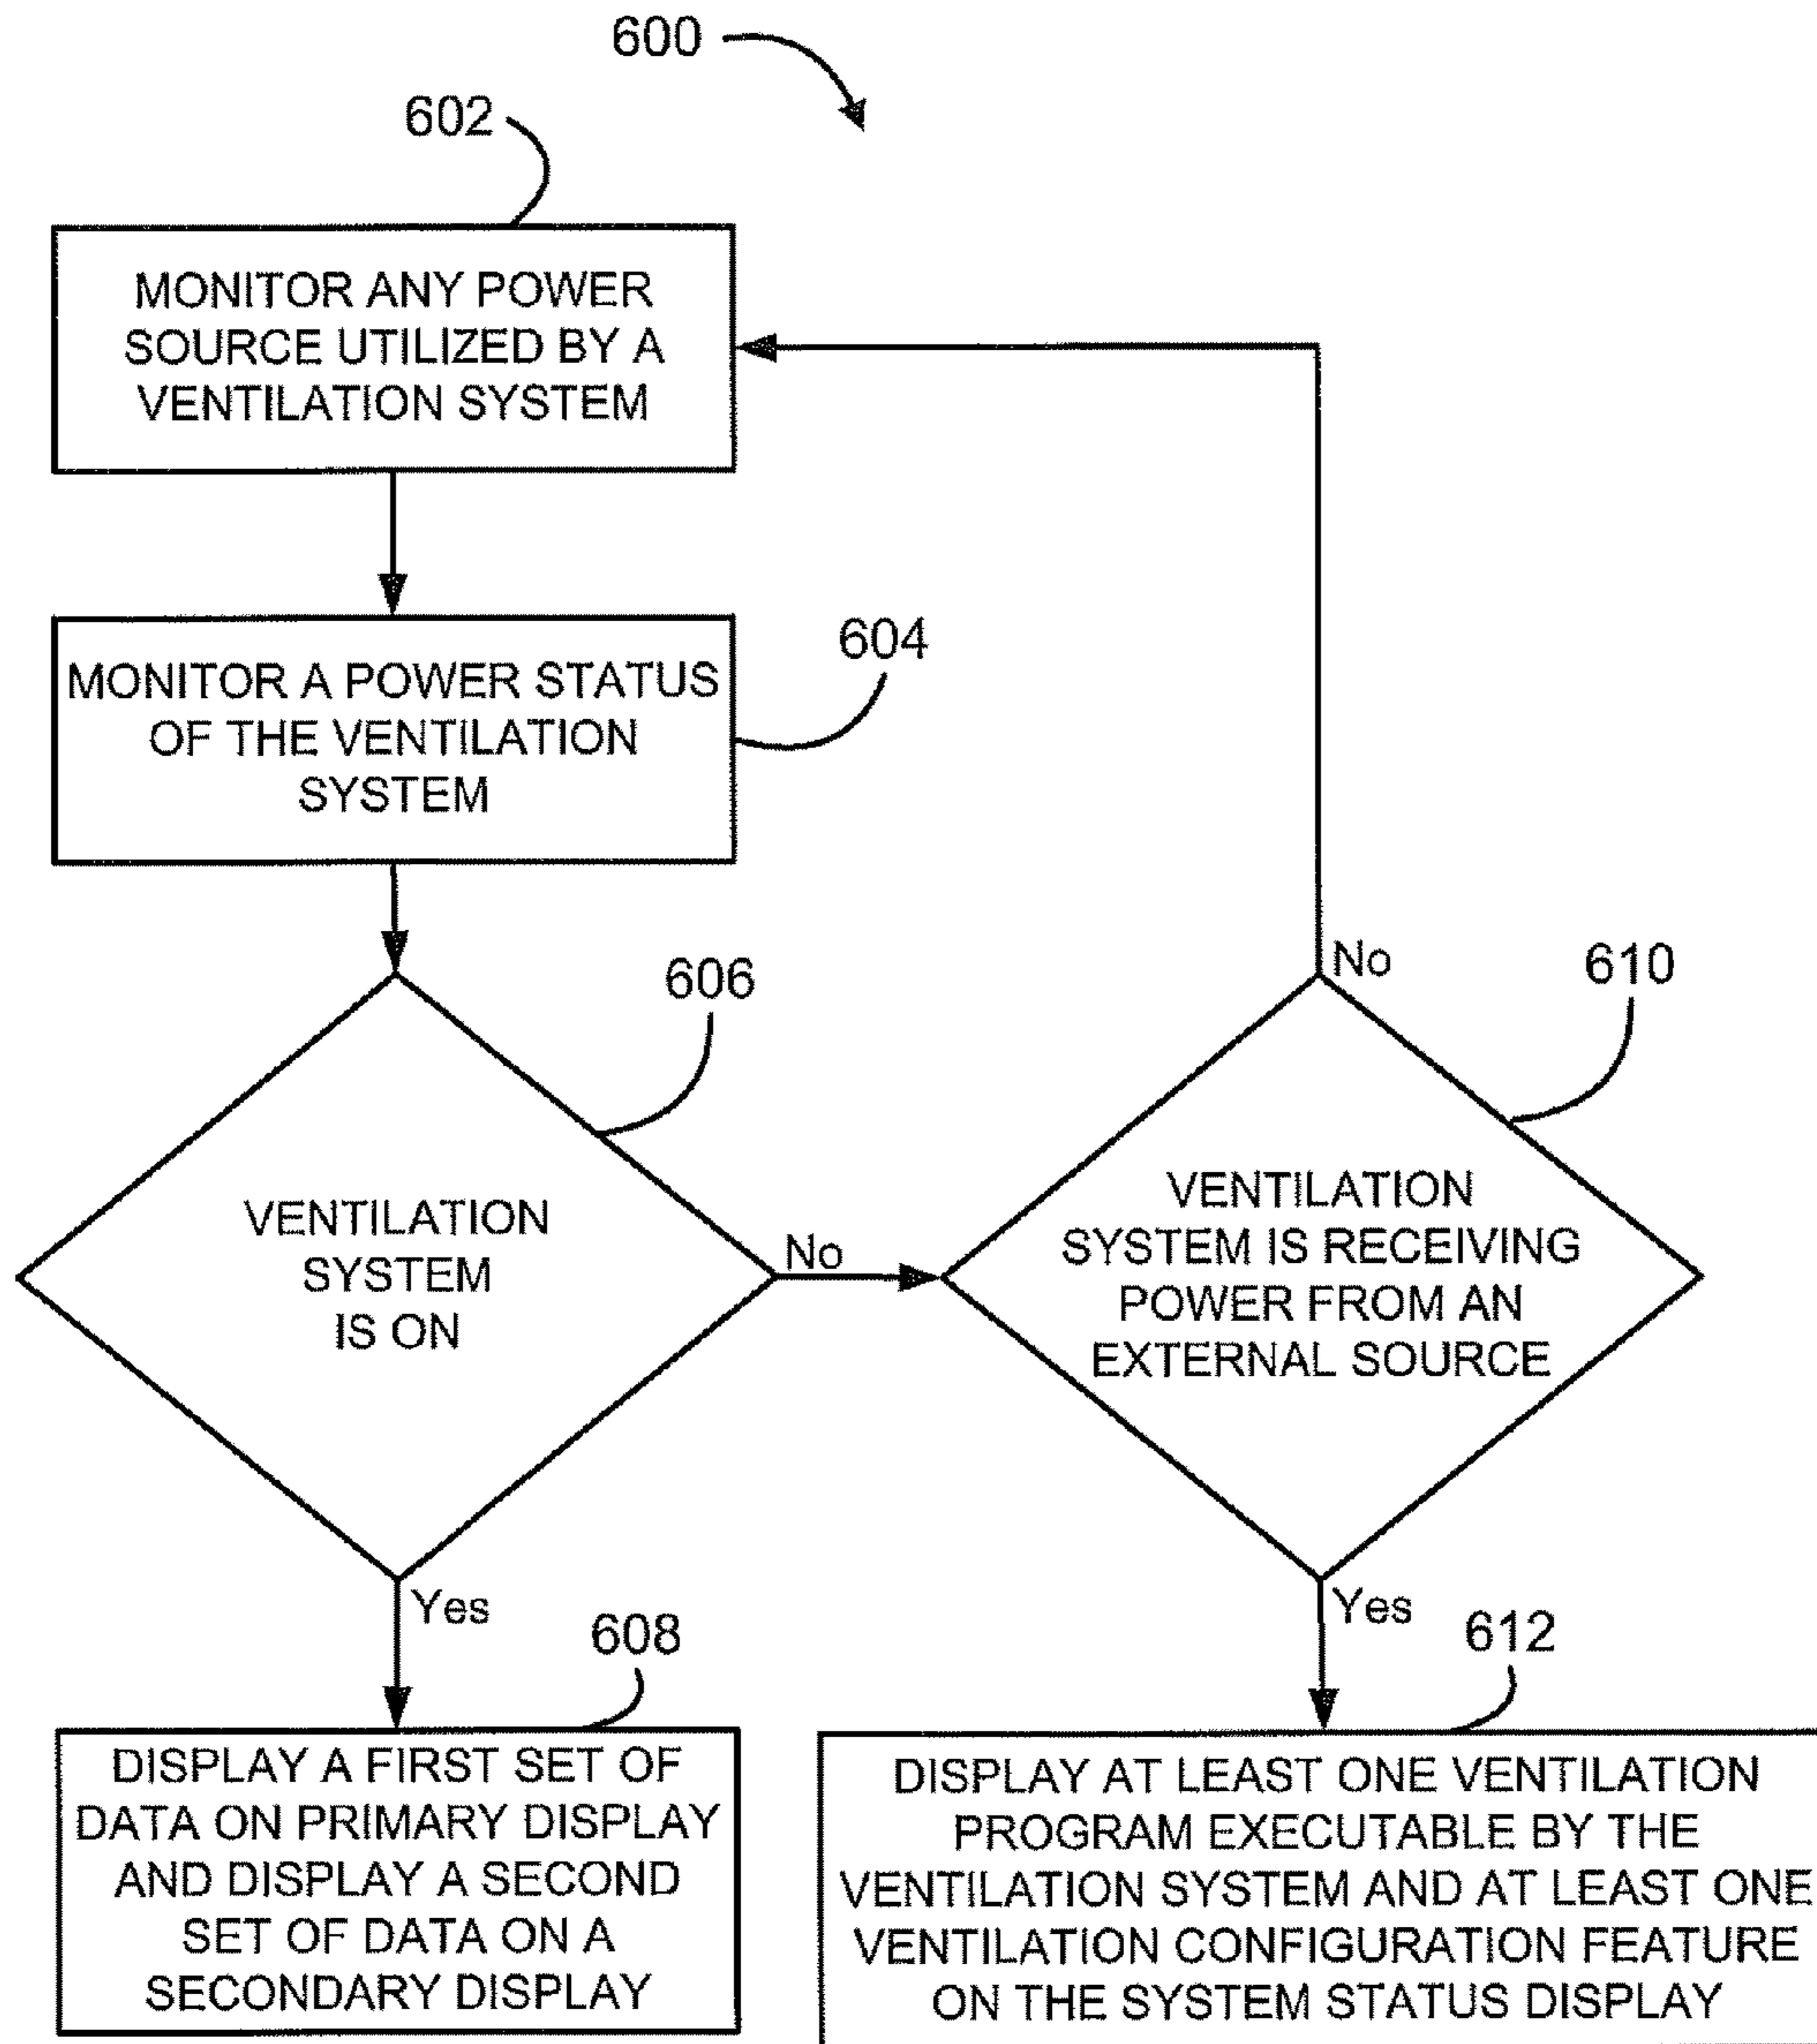 600
602
MONITOR ANY POWER
SOURCE UTILIZED BY A
VENTILATION SYSTEM
604
MONITOR A POWER STATUS
OF THE VENTILATION
SYSTEM
606
VENTILATION
SYSTEM
IS ON
No
Yes
610
No
VENTILATION
SYSTEM IS RECEIVING
POWER FROM AN
EXTERNAL SOURCE
Yes
608
DISPLAY A FIRST SET OF
DATA ON PRIMARY DISPLAY
AND DISPLAY A SECOND
SET OF DATA ON A
SECONDARY DISPLAY
612
DISPLAY AT LEAST ONE VENTILATION
PROGRAM EXECUTABLE BY THE
VENTILATION SYSTEM AND AT LEAST ONE
VENTILATION CONFIGURATION FEATURE
ON THE SYSTEM STATUS DISPLAY